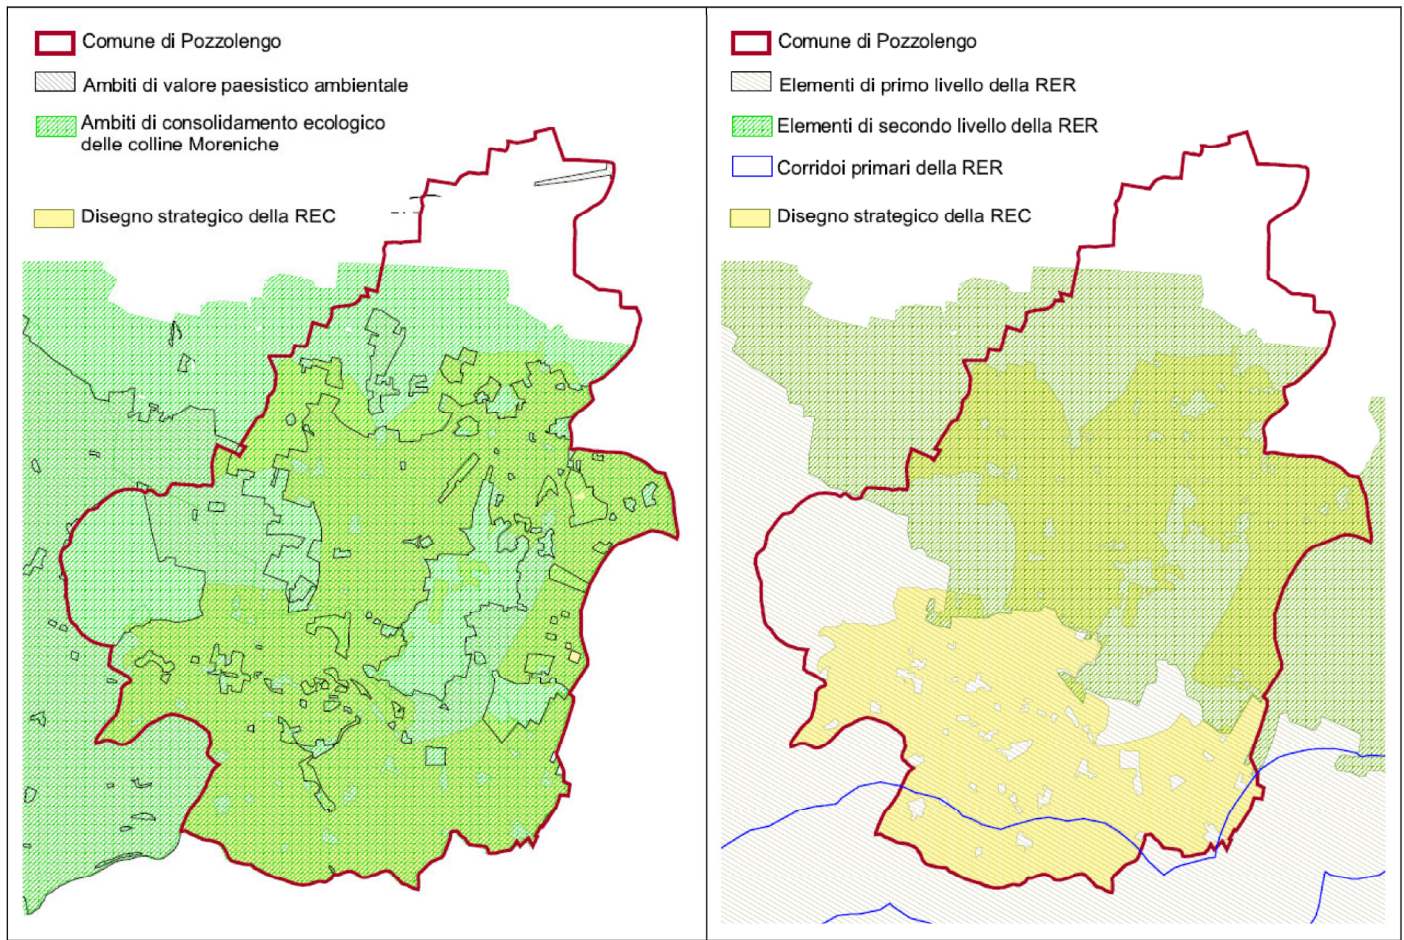 Comune di Pozzolengo
Ambiti di valore paesistico ambientale
Ambiti di consolidamento ecologico
delle colline Moreniche
Disegno strategico della REC
Comune di Pozzolengo
Elementi di primo livello della RER
Elementi di secondo livello della RER
Corridoi primari della RER
Disegno strategico della REC